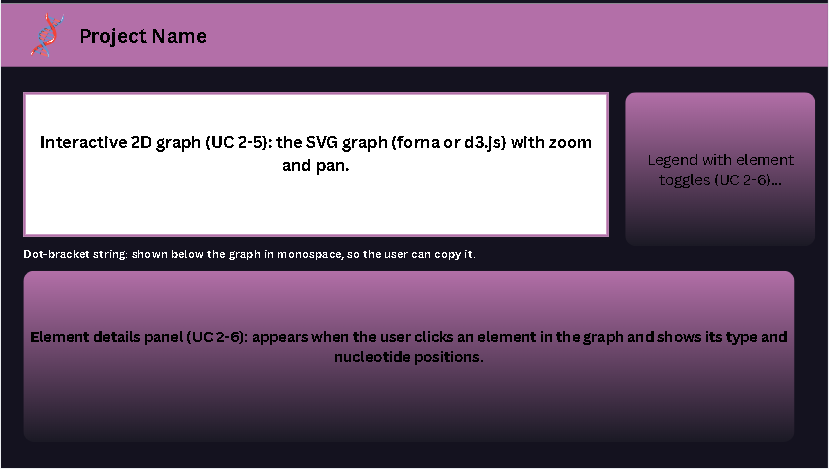 Project Name
Interactive 2D graph (UC 2-5): the SVG graph (forna or d3.js) with zoom
and pan.
Legend with element
toggles (UC 2-6)...
Dot-bracket string: shown below the graph in monospace, so the user can copy it.
Element details panel (UC 2-6): appears when the user clicks an element in the graph and shows its type and
nucleotide positions.